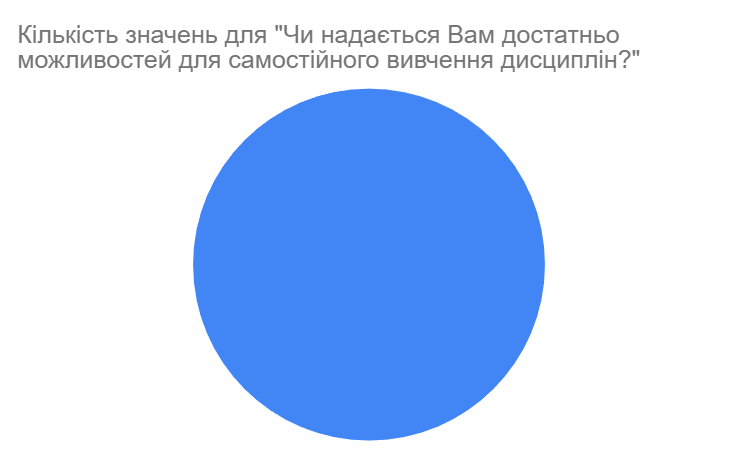 Кількість значень для "Чи надається Вам достатньо
можливостей для самостійного вивчення дисциплін?"